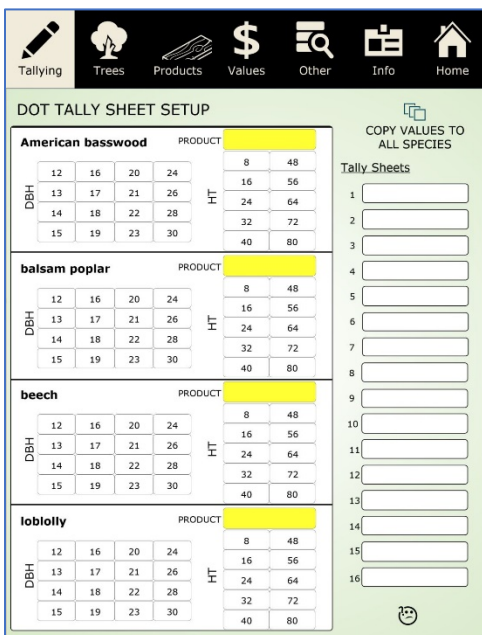 Tallying Trees Products Values Other Info Home
DOT TALLY SHEET SETUP
COPY VALUES TO
ALL SPECIES
Tally Sheets
American basswood PRODUCT
DBH
12 16 20 24
13 17 21 26
14 18 22 28
15 19 23 30
HT
8 48
16 56
24 64
32 72
40 80
balsam poplar PRODUCT
DBH
12 16 20 24
13 17 21 26
14 18 22 28
15 19 23 30
HT
8 48
16 56
24 64
32 72
40 80
beech PRODUCT
DBH
12 16 20 24
13 17 21 26
14 18 22 28
15 19 23 30
HT
8 48
16 56
24 64
32 72
40 80
loblolly PRODUCT
DBH
12 16 20 24
13 17 21 26
14 18 22 28
15 19 23 30
HT
8 48
16 56
24 64
32 72
40 80
1
2
3
4
5
6
7
8
9
10
11
12
13
14
15
16